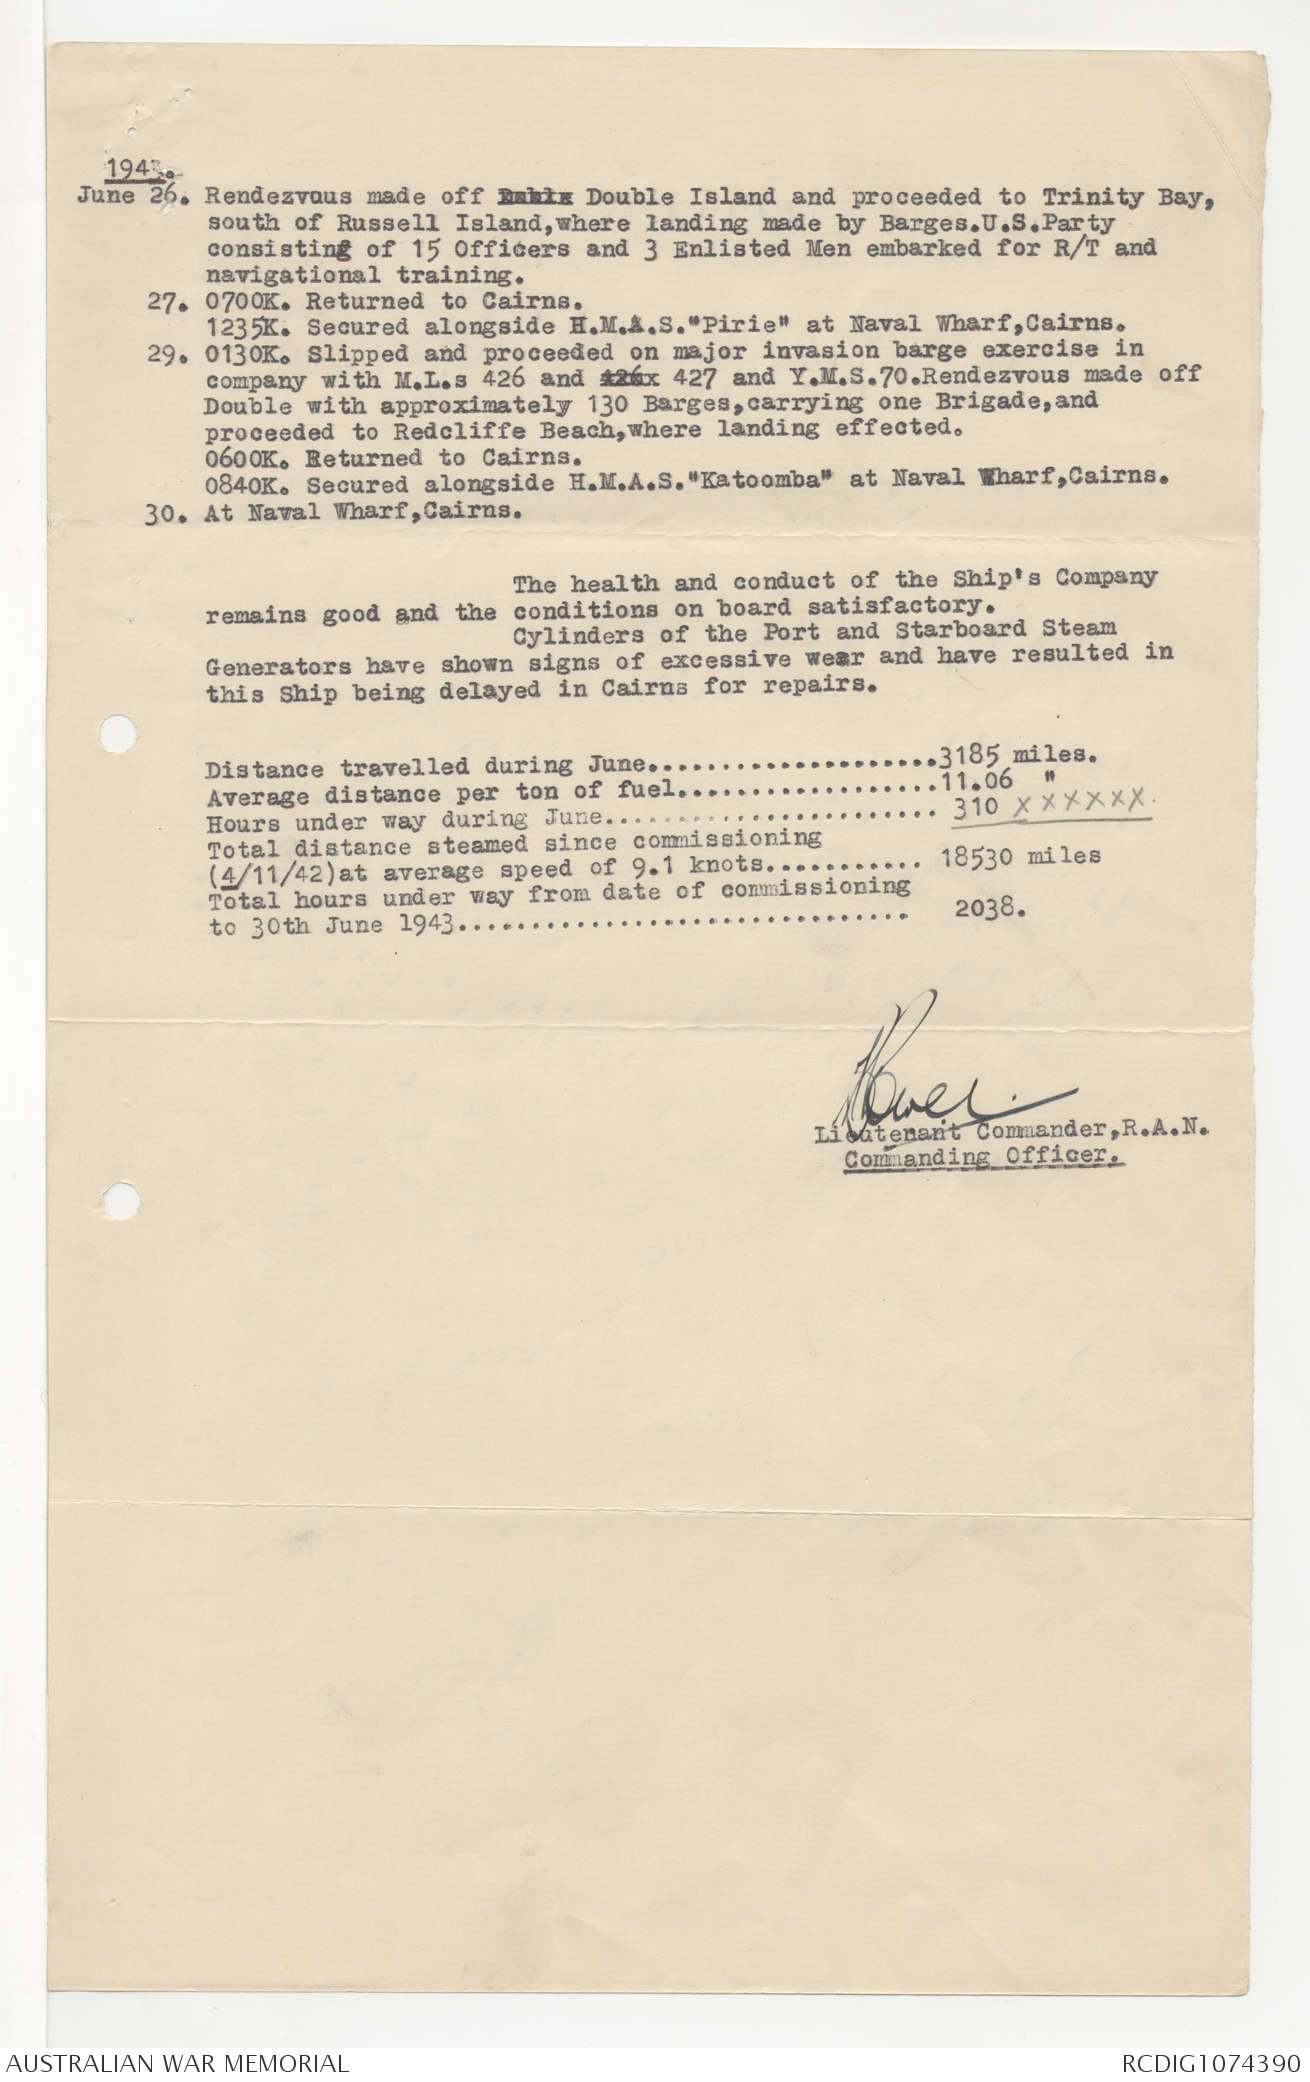 1943.
June 26. Rendezvous made off Double Island and proceeded to Trinity Bay,
south of Russell Island,where landing made by Barges.U.S.Party
consisting of 15 Officers and 3 Enlisted Men embarked for R/T and
navigational training.
27. 0700K. Returned to Cairns.
1235K. Secured alongside H.M.A.S."Pirie" at Naval Wharf,Cairns.
29. 0130K. Slipped and proceeded on major invasion barge exercise in
company with M.L.s 426 and 427 and Y.M.S.70.Rendezvous made off
Double with approximately 130 Barges,carrying one Brigade,and
proceeded to Redcliffe Beach,where landing effected.
0600K. Returned to Cairns.
0840K. Secured alongside H.M.A.S."Katoomba" at Naval Wharf,Cairns.
30. At Naval Wharf,Cairns.
The health and conduct of the Ship's Company
remains good and the conditions on board satisfactory.
Cylinders of the Port and Starboard Steam
Generators have shown signs of excessive wear and have resulted in
this Ship being delayed in Cairns for repairs.
Distance travelled during June....................3185 miles.
Average distance per ton of fuel..................11.06 "
Hours under way during June....................... 310 XXXXXX.
Total distance steamed since commissioning
(4/11/42)at average speed of 9.1 knots........... 18530 miles
Total hours under way from date of commissioning
to 30th June 1943............................... 2038.
Lieutenant Commander,R.A.N.
Commanding Officer.
AUSTRALIAN WAR MEMORIAL
RCDIG1074390